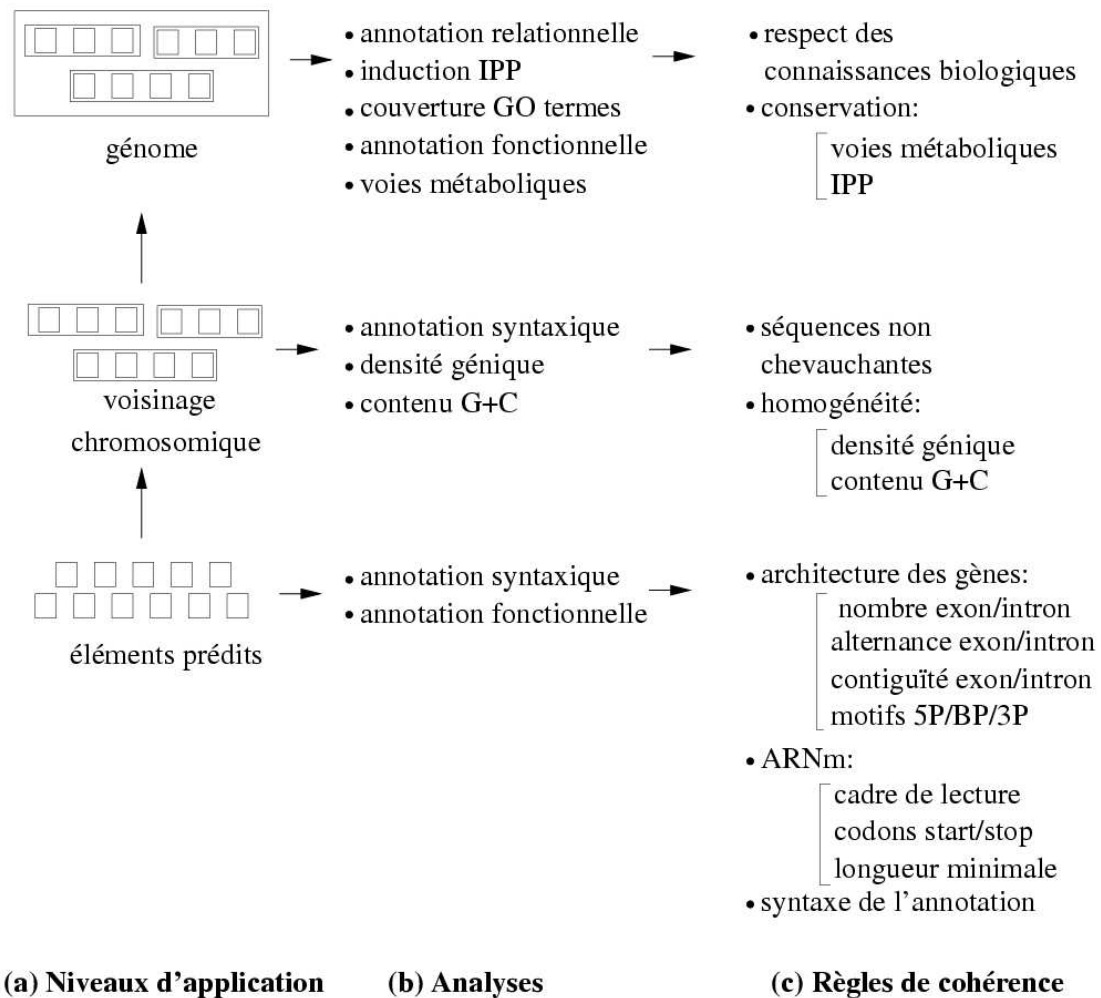 génome
• annotation relationnelle
• induction IPP
• couverture GO termes
• annotation fonctionnelle
• voies métaboliques
• respect des
connaissances biologiques
• conservation:
voies métaboliques
IPP
voisinage
chromosomique
• annotation syntaxique
• densité génique
• contenu G+C
• séquences non
chevauchantes
• homogénéité:
densité génique
contenu G+C
éléments prédits
• annotation syntaxique
• annotation fonctionnelle
• architecture des gènes:
nombre exon/intron
alternance exon/intron
contiguïté exon/intron
motifs 5P/BP/3P
• ARNm:
cadre de lecture
codons start/stop
longueur minimale
• syntaxe de l'annotation
(a) Niveaux d'application
(b) Analyses
(c) Règles de cohérence